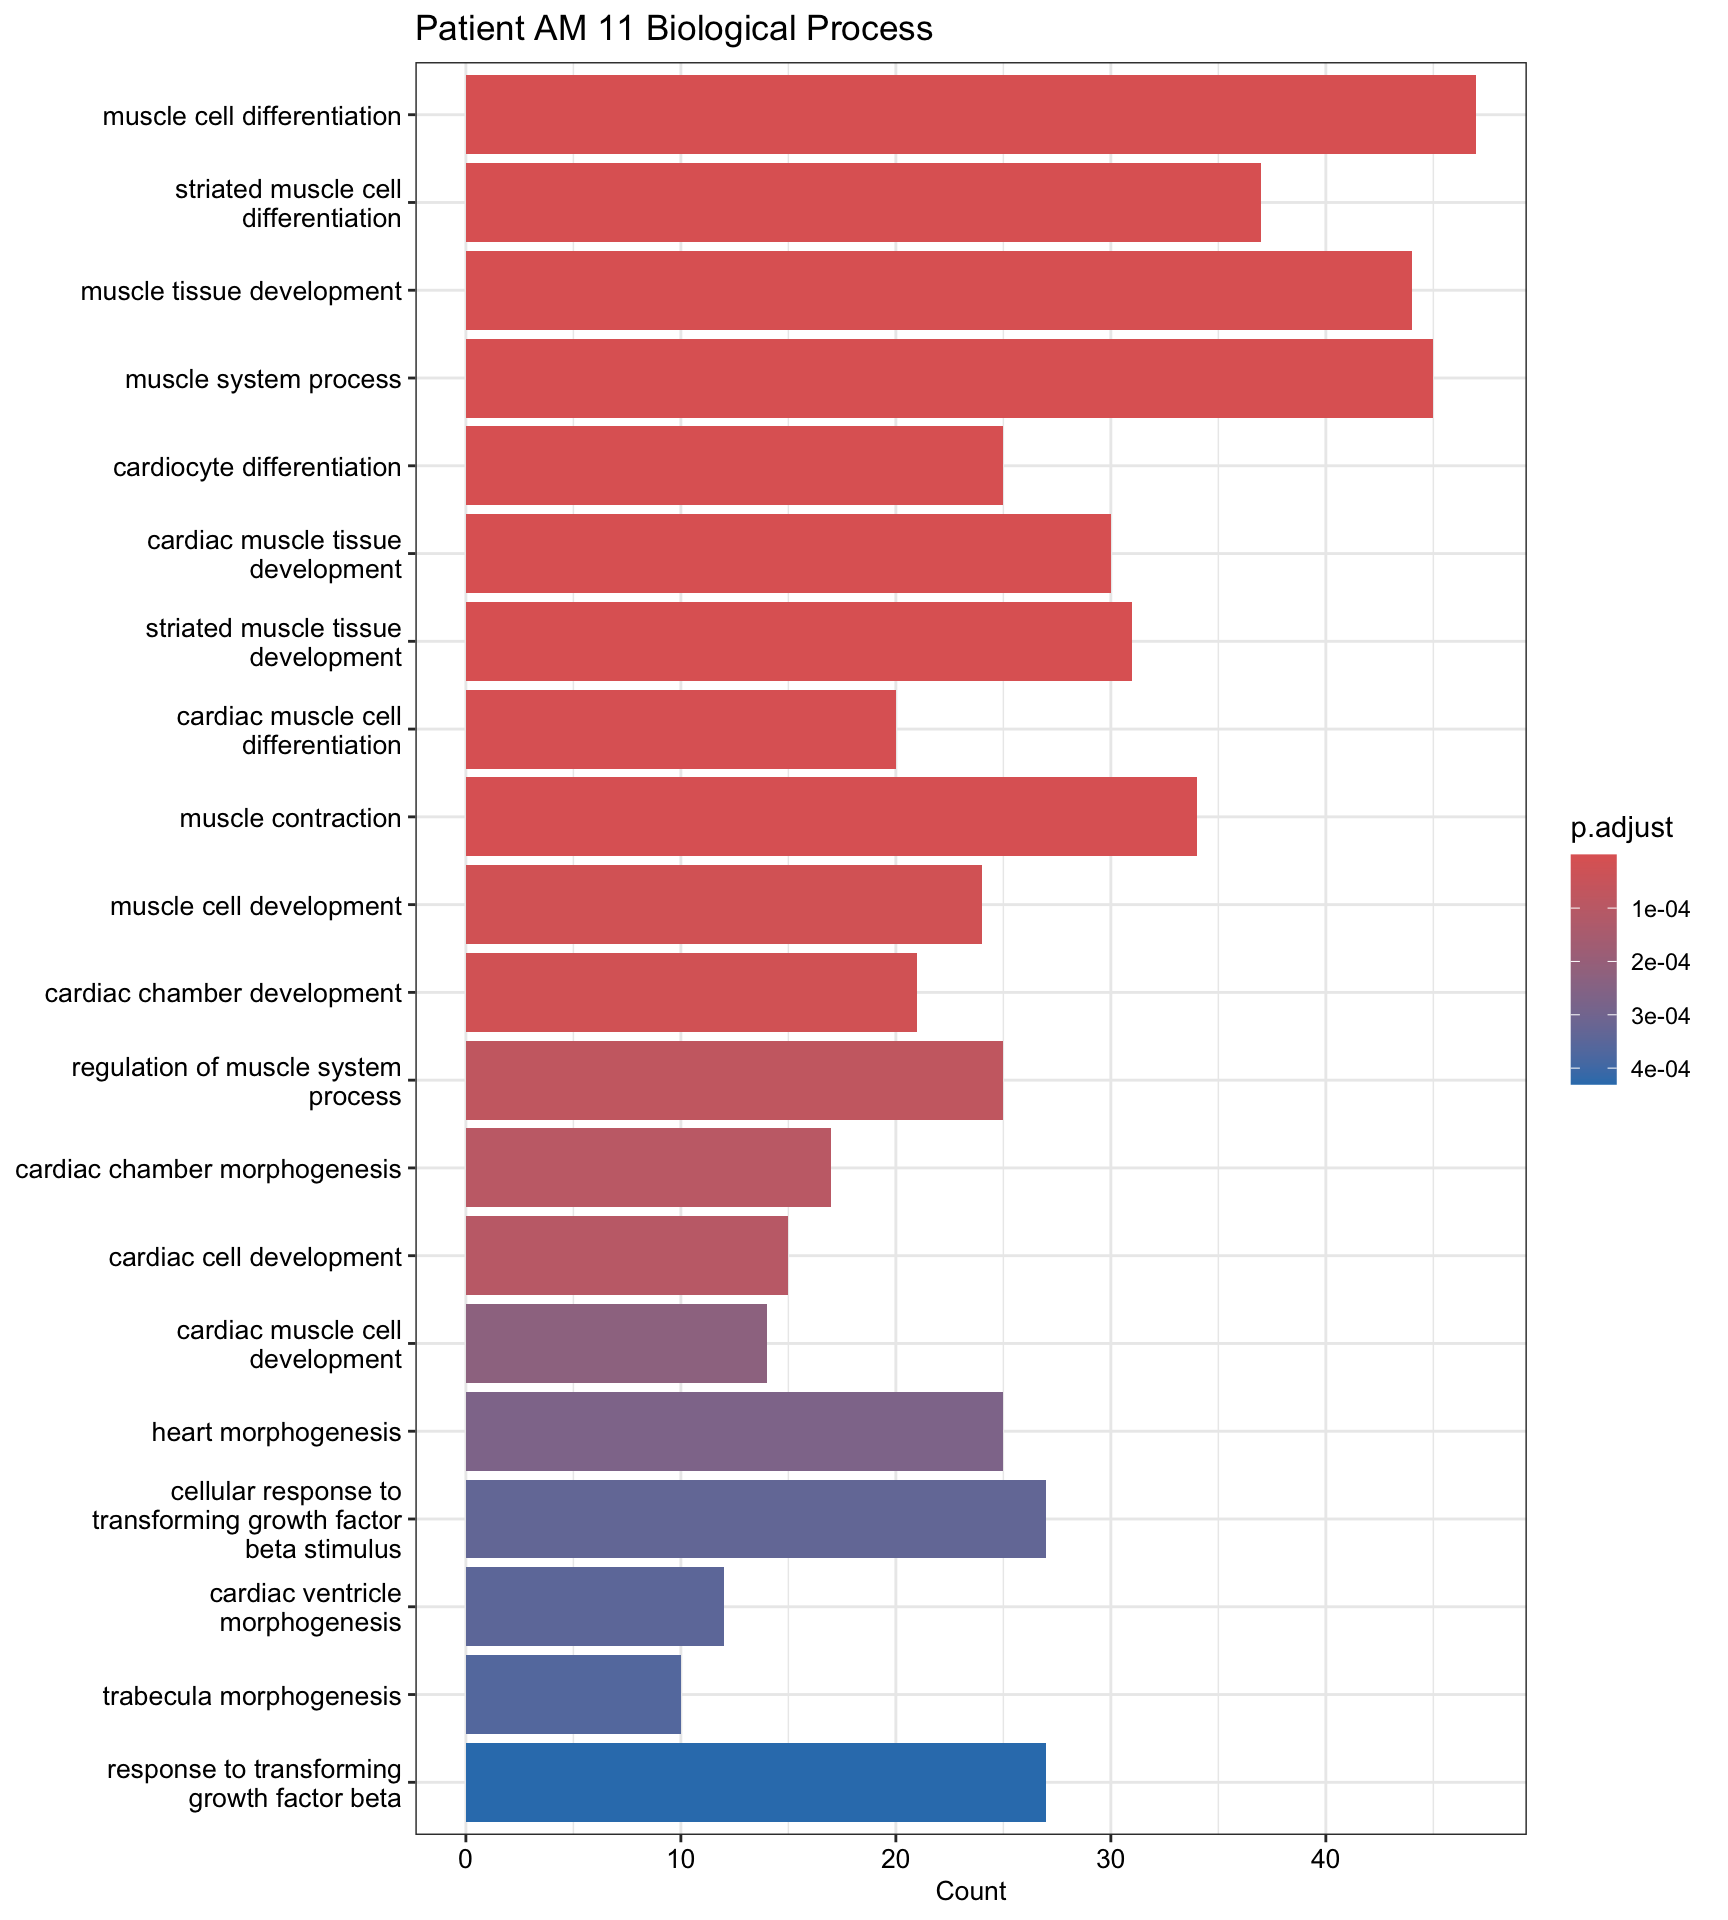 Patient AM 11 Biological Process
muscle cell differentiation
striated muscle cell
differentiation
muscle tissue development
muscle system process
cardiocyte differentiation
cardiac muscle tissue
development
striated muscle tissue
development
cardiac muscle cell
differentiation
muscle contraction
muscle cell development
cardiac chamber development
regulation of muscle system
process
cardiac chamber morphogenesis
cardiac cell development
cardiac muscle cell
development
heart morphogenesis
cellular response to
transforming growth factor
beta stimulus
cardiac ventricle
morphogenesis
trabecula morphogenesis
response to transforming
growth factor beta
0 10 20 30 40
Count
p.adjust
1e-04
2e-04
3e-04
4e-04